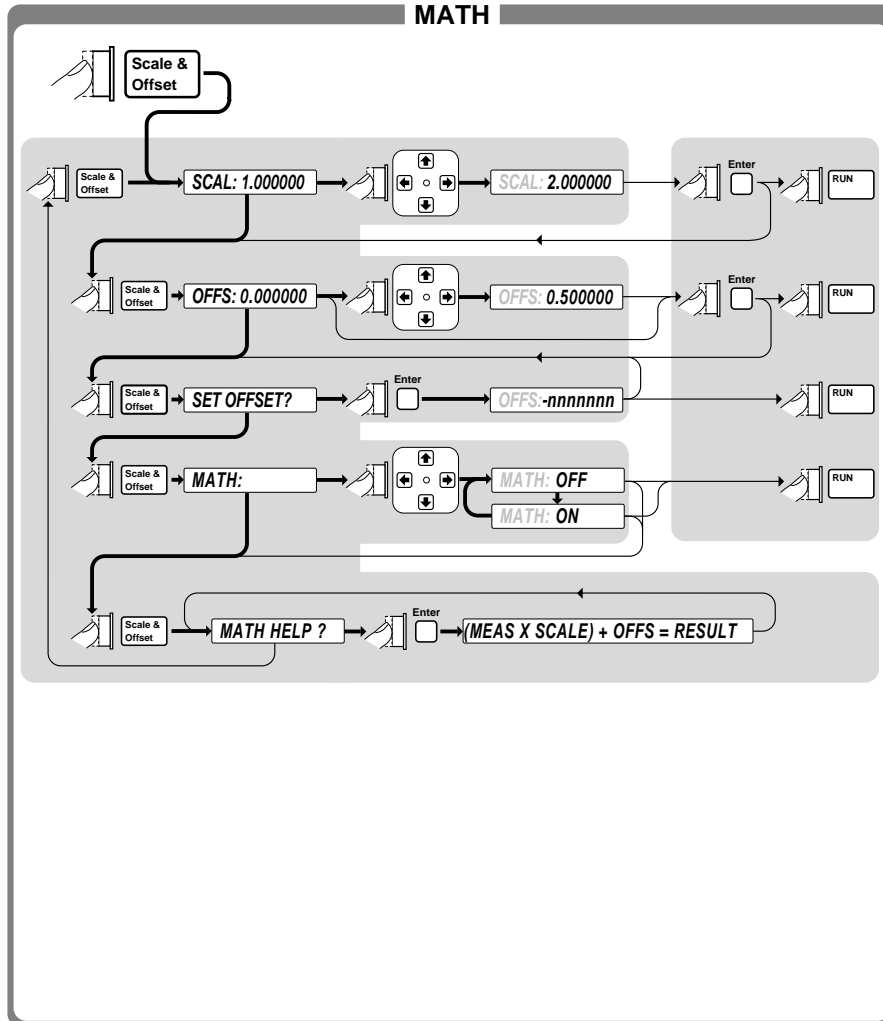 MATH
Scale &
Offset
Scale &
Offset
SCAL: 1.000000
SCAL: 2.000000
Enter
RUN
Scale &
Offset
OFFS: 0.000000
OFFS: 0.500000
Enter
RUN
Scale &
Offset
SET OFFSET?
Enter
OFFS:-nnnnnnn
RUN
Scale &
Offset
MATH:
MATH: OFF
MATH: ON
RUN
Scale &
Offset
MATH HELP ?
Enter
(MEAS X SCALE) + OFFS = RESULT